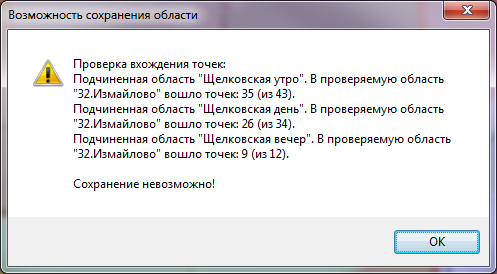 Возможность сохранения области
Проверка вхождения точек:
Подчиненная область "Щелковская утро". В проверяемую область
"32.Измайлово" вошло точек: 35 (из 43).
Подчиненная область "Щелковская день". В проверяемую область
"32.Измайлово" вошло точек: 26 (из 34).
Подчиненная область "Щелковская вечер". В проверяемую область
"32.Измайлово" вошло точек: 9 (из 12).
Сохранение невозможно!
OK